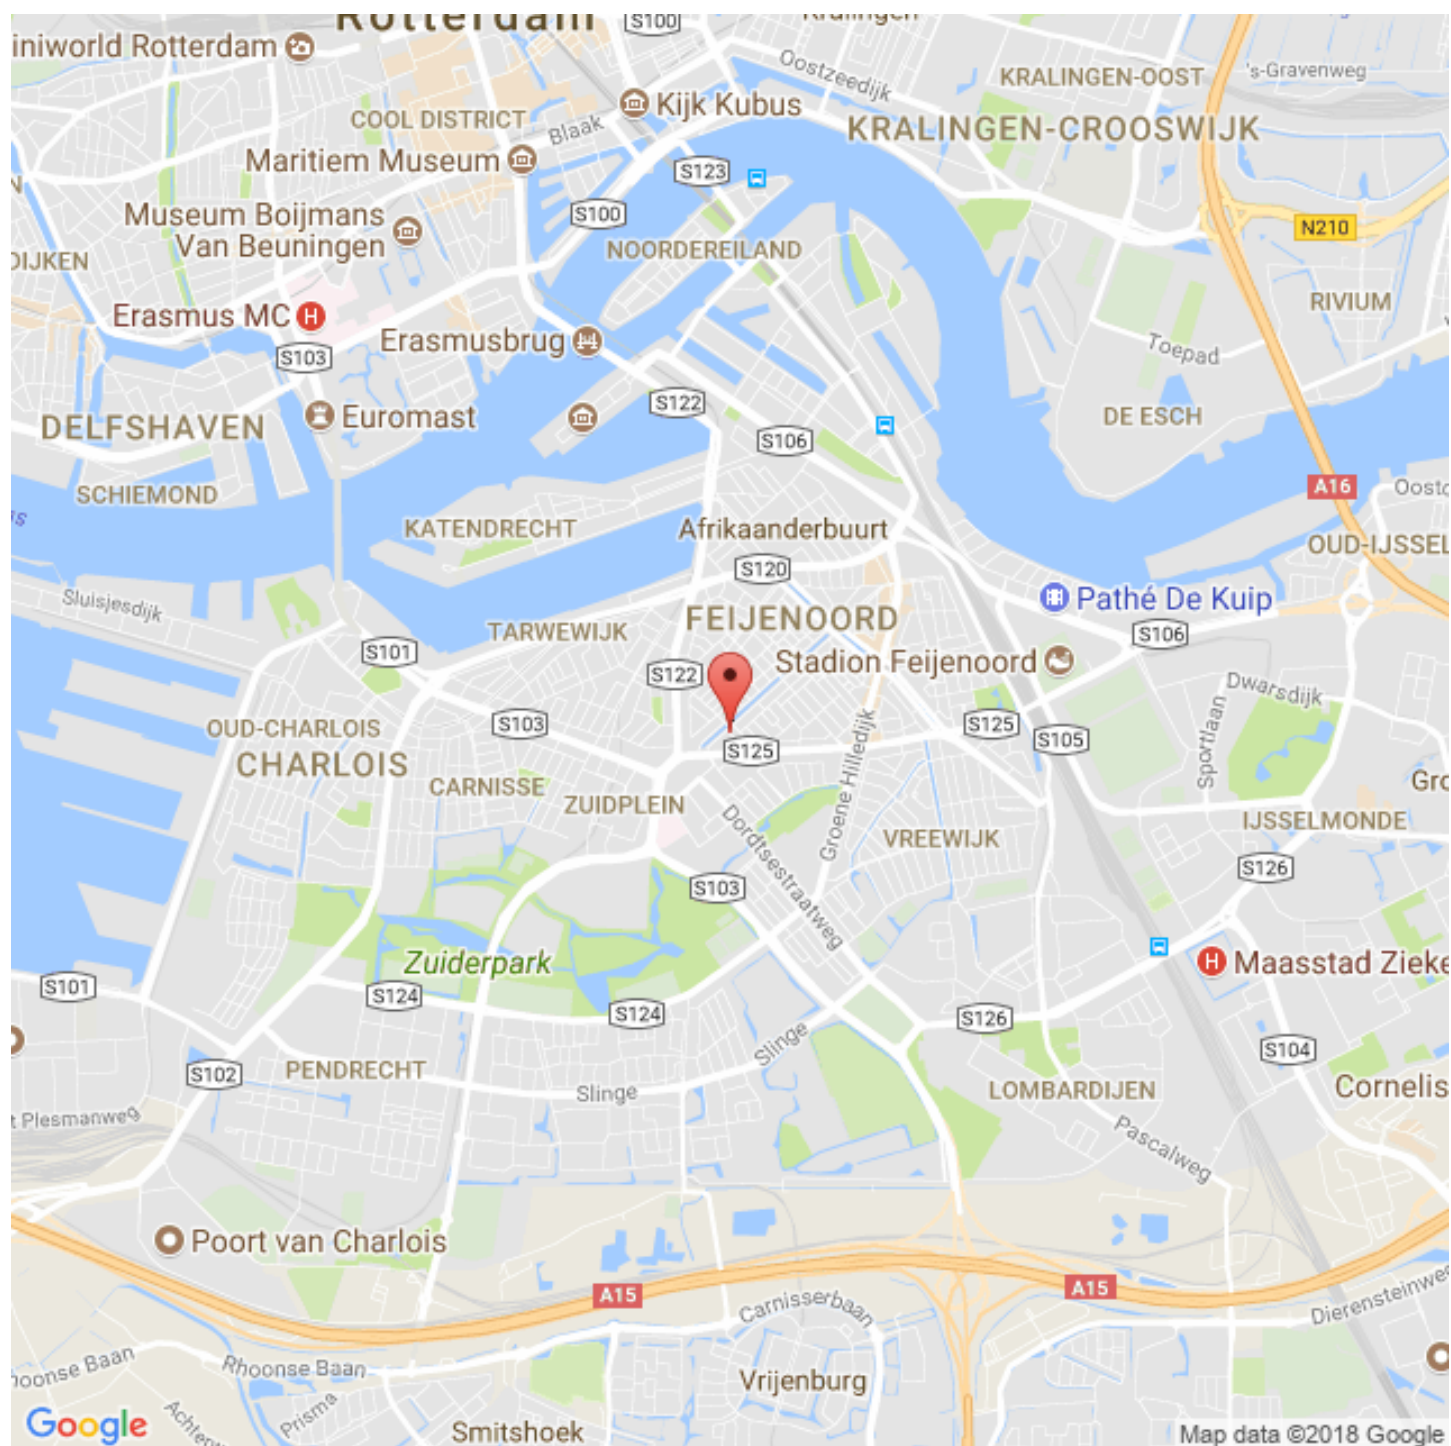 Rotterdam
S100
Kralingen
iniworld Rotterdam
Oostzeedijk
KRALINGEN-OOST
's-Gravenweg
Kijk Kubus
COOL DISTRICT
Blaak
KRALINGEN-CROOSWIJK
Maritiem Museum
S123
Museum Boijmans
Van Beuningen
S100
N210
NOORDEREILAND
DIJKEN
RIVIUM
Erasmus MC
H
Erasmusbrug
S103
Toepad
S122
Euromast
DE ESCH
DELFSHAVEN
S106
A16
Oosto
SCHIEMOND
KATENDRECHT
Afrikaanderbuurt
OUD-IJSSEL
S120
Sluisjesdijk
Pathé De Kuip
FEIJENOORD
TARWEWIJK
S106
S101
Stadion Feijenoord
S122
Dwarsdijk
OUD-CHARLOIS
S103
S125
S105
Sportlaan
CHARLOIS
S125
Groene Hilledijk
CARNISSE
ZUIDPLEIN
Gro
IJSSELMONDE
Dordtsestraatweg
VREEWIJK
S126
S103
Zuiderpark
H
Maasstad Zieke
S101
S124
S124
S126
Slinge
S104
S102
PENDRECHT
Slinge
LOMBARDIJEN
Cornelis
t Plesmanweg
Pascalweg
Poort van Charlois
A15
A15
Carnisserbaan
Dierensteinwe
hoonse Baan
Rhoonse Baan
Vrijenburg
Prisma
Achter
Google
Smitshoek
Map data ©2018 Google